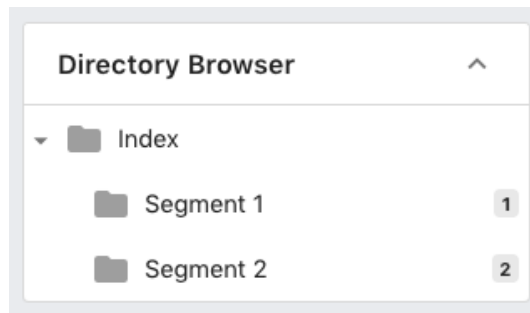 Directory Browser
Index
Segment 1 1
Segment 2 2